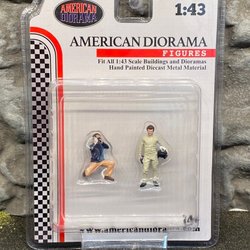 AMERICAN
DIORAMA
1:43
AMERICAN DIORAMA
FIGURES
Fit All 1:43 Scale Buildings and Dioramas
Hand Painted Diecast Metal Material
www.americandiorama.com